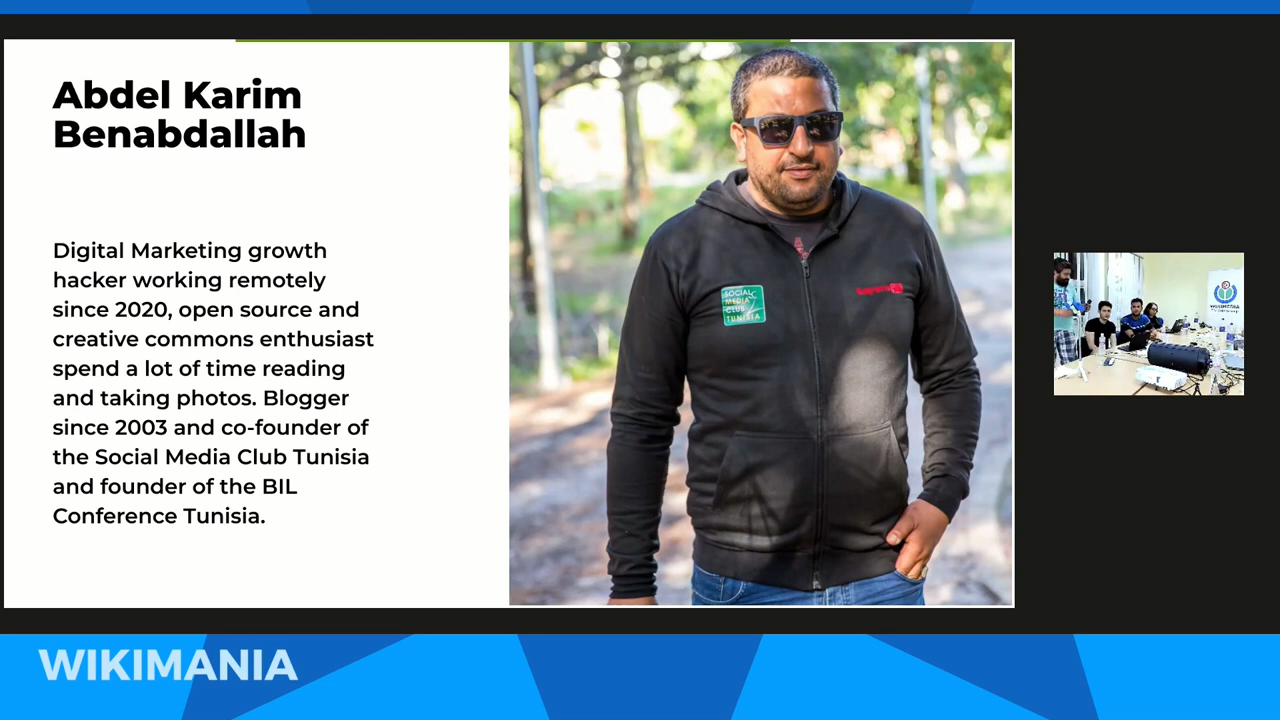 Abdel Karim
Benabdallah
Digital Marketing growth
hacker working remotely
since 2020, open source and
creative commons enthusiast
spend a lot of time reading
and taking photos. Blogger
since 2003 and co-founder of
the Social Media Club Tunisia
and founder of the BIL
Conference Tunisia.
SOCIAL
MEDIA
CLUB
TUNISIA
WIKIMEDIA
WIKIMANIA